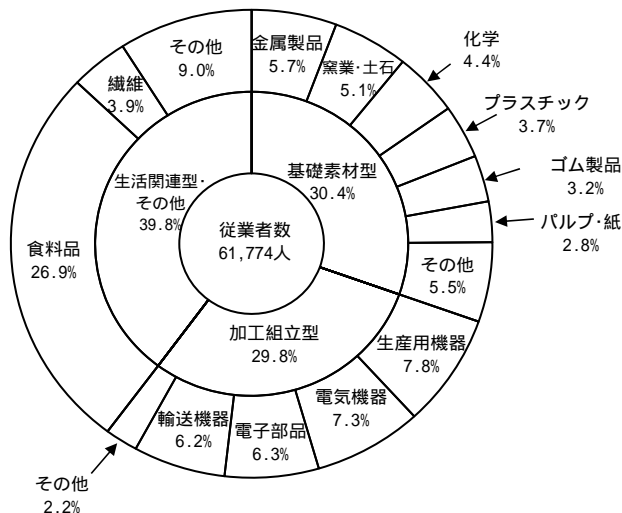 従業者数
61,774人
基礎素材型
30.4%
金属製品
5.7%
窯業・土石
5.1%
化学
4.4%
プラスチック
3.7%
ゴム製品
3.2%
パルプ・紙
2.8%
その他
5.5%
加工組立型
29.8%
生産用機器
7.8%
電気機器
7.3%
電子部品
6.3%
輸送機器
6.2%
その他
2.2%
生活関連型・
その他
39.8%
食料品
26.9%
繊維
3.9%
その他
9.0%